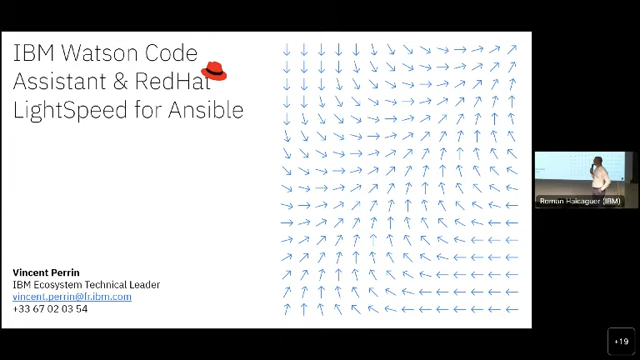 IBM Watson Code
Assistant & RedHat
LightSpeed for Ansible
Vincent Perrin
IBM Ecosystem Technical Leader
vincent.perrin@fr.ibm.com
+33 67 02 03 54
Roman Haicaguer (IBM)
+19